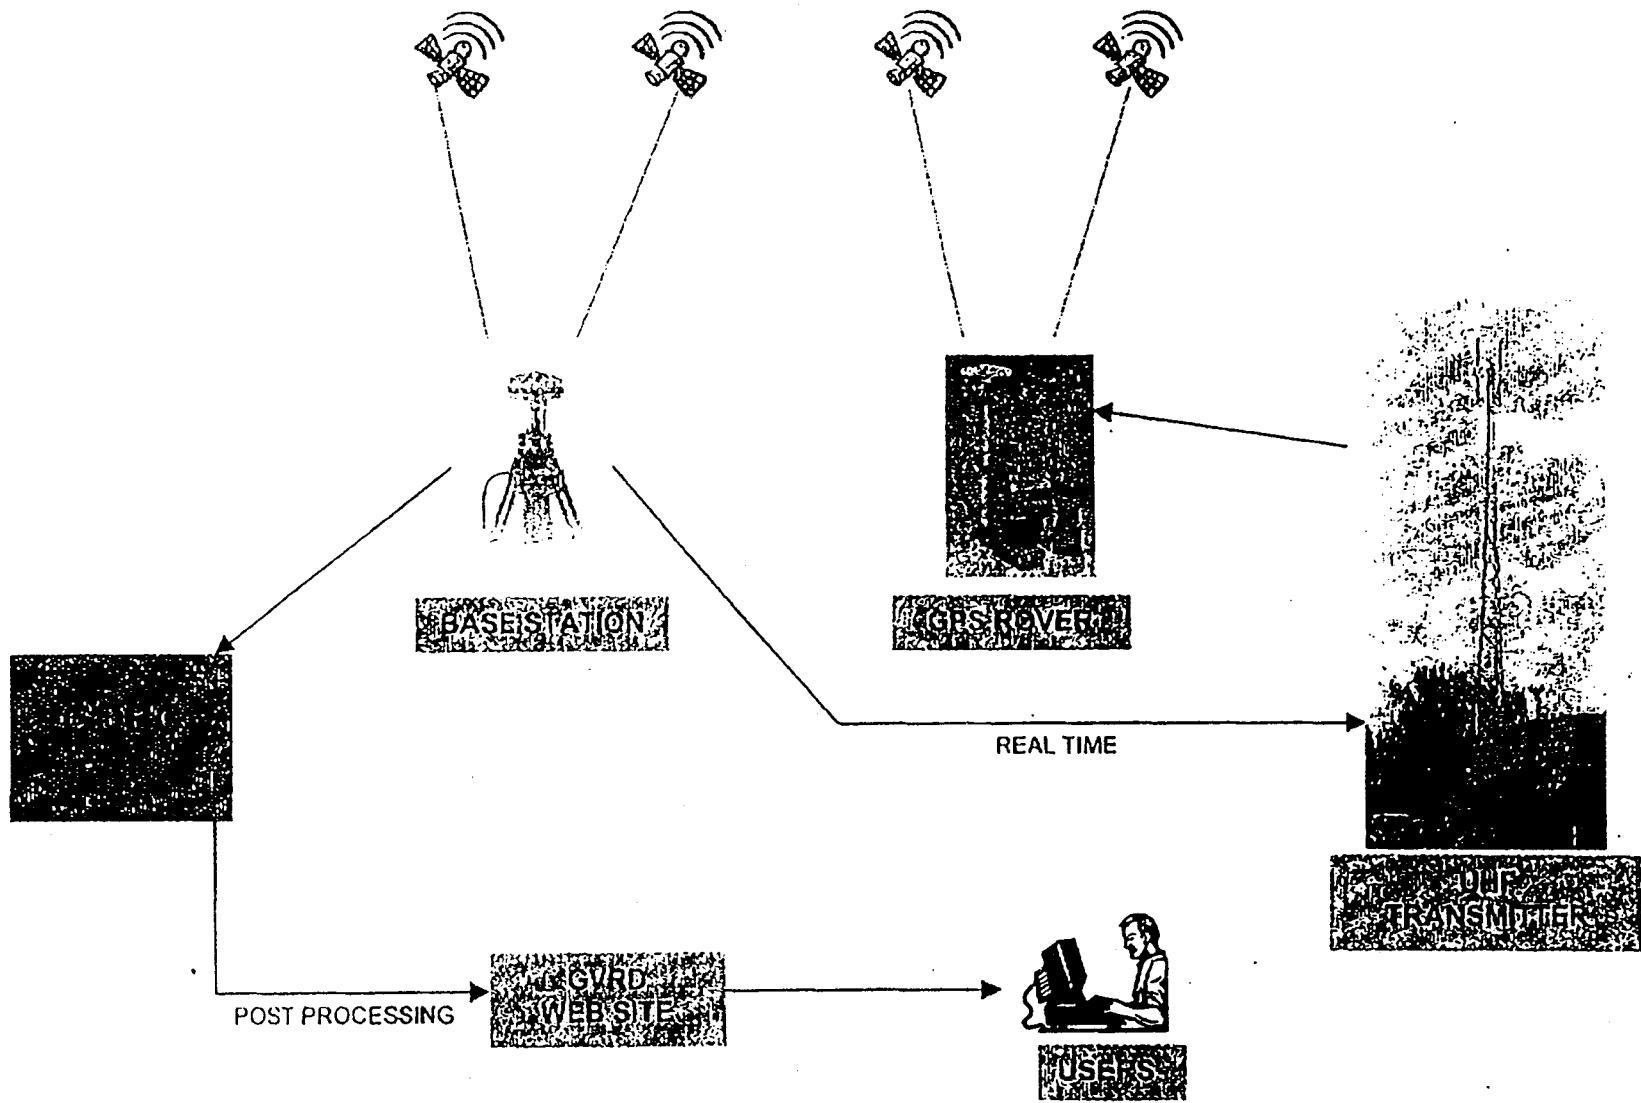 BASE STATION
GPS ROVER
REAL TIME
UHF
TRANSMITTER
GVRD
WEB SITE
POST PROCESSING
USERS